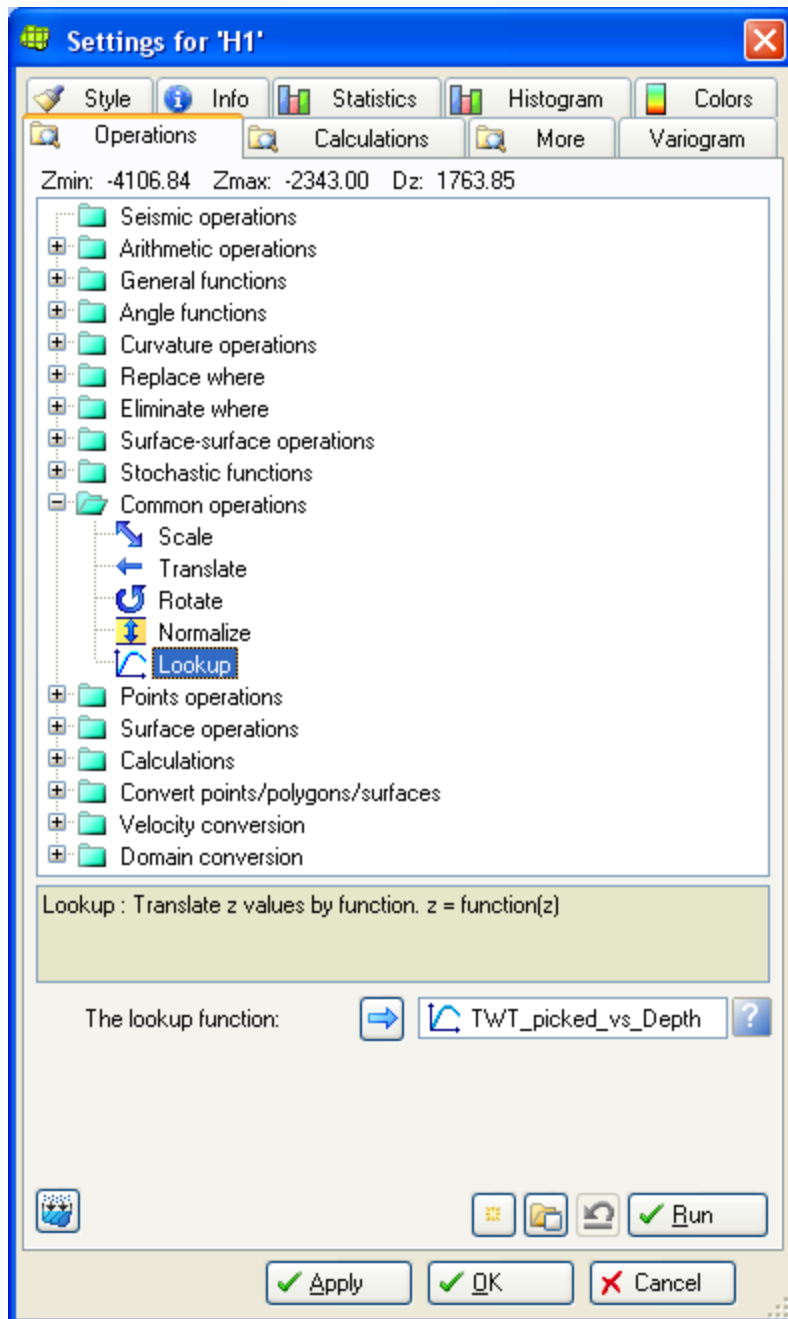 Settings for 'H1'
Style Info Statistics Histogram Colors
Operations Calculations More Variogram
Zmin: -4106.84 Zmax: -2343.00 Dz: 1763.85
Seismic operations
Arithmetic operations
General functions
Angle functions
Curvature operations
Replace where
Eliminate where
Surface-surface operations
Stochastic functions
Common operations
Scale
Translate
Rotate
Normalize
Lookup
Points operations
Surface operations
Calculations
Convert points/polygons/surfaces
Velocity conversion
Domain conversion
Lookup : Translate z values by function. z = function(z)
The lookup function: TWT_picked_vs_Depth ?
Run
Apply OK Cancel